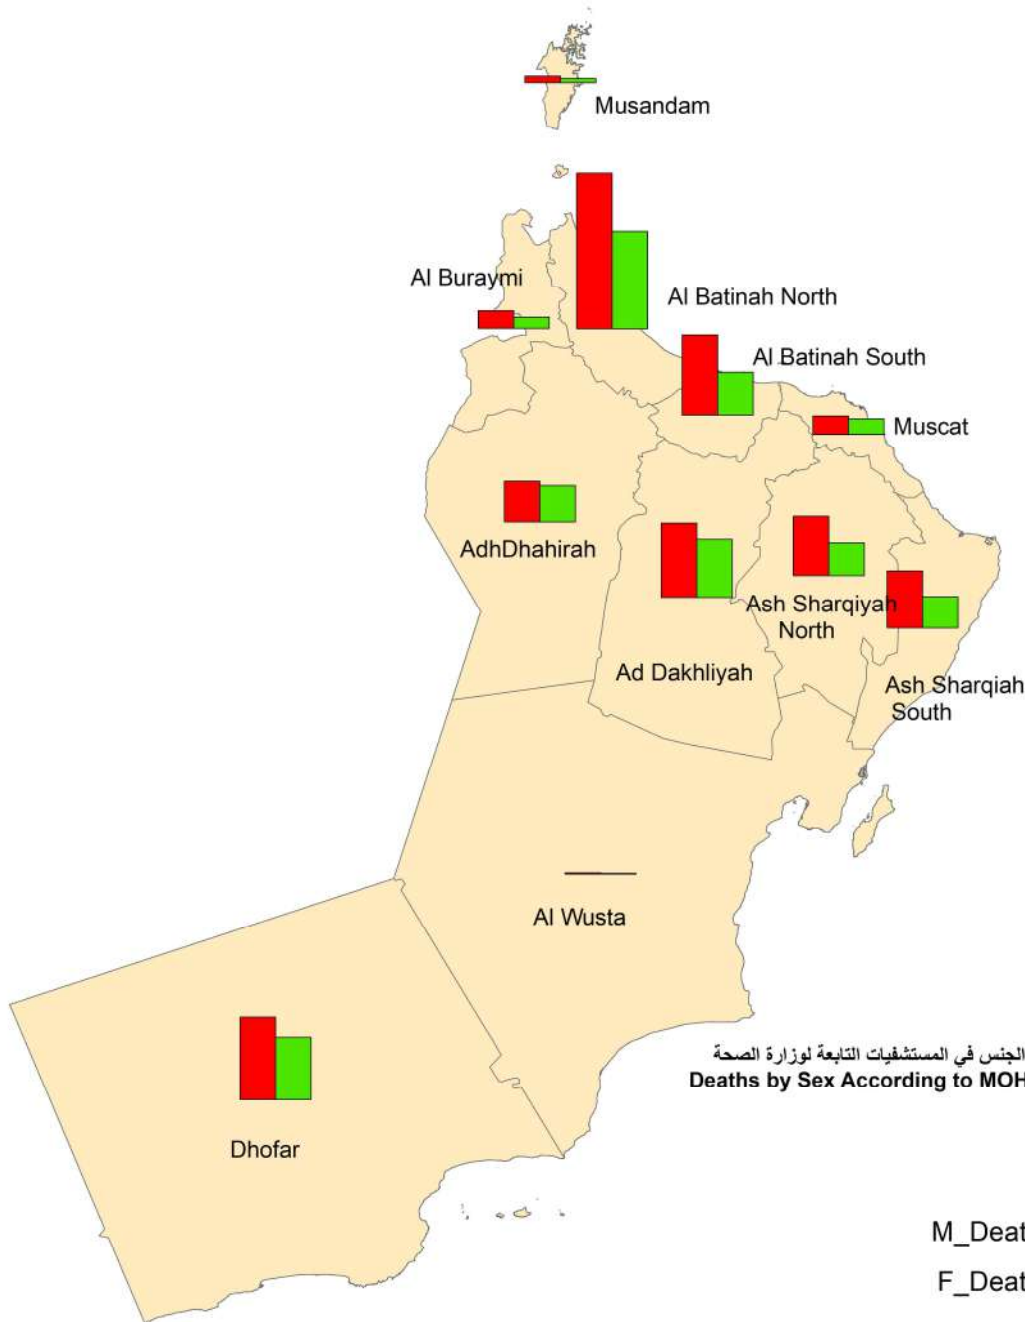 Musandam
Al Buraymi
Al Batinah North
Al Batinah South
Muscat
AdhDhahirah
Ash Sharqiyah
North
Ad Dakhliyah
Ash Sharqiah
South
Al Wusta
الجنس في المستشفيات التابعة لوزارة الصحة
Deaths by Sex According to MOH
Dhofar
M_Deat
F_Deat